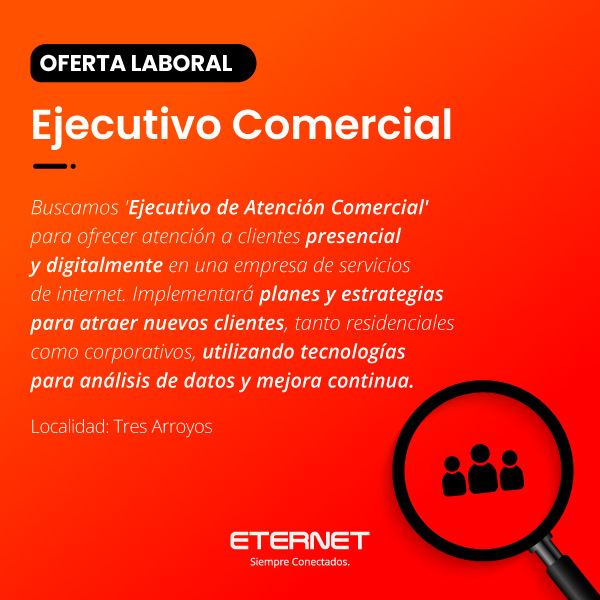 OFERTA LABORAL
Ejecutivo Comercial
Buscamos 'Ejecutivo de Atención Comercial'
para ofrecer atención a clientes presencial
y digitalmente en una empresa de servicios
de internet. Implementará planes y estrategias
para atraer nuevos clientes, tanto residenciales
como corporativos, utilizando tecnologías
para análisis de datos y mejora continua.
Localidad: Tres Arroyos
ETERNET
Siempre Conectados.